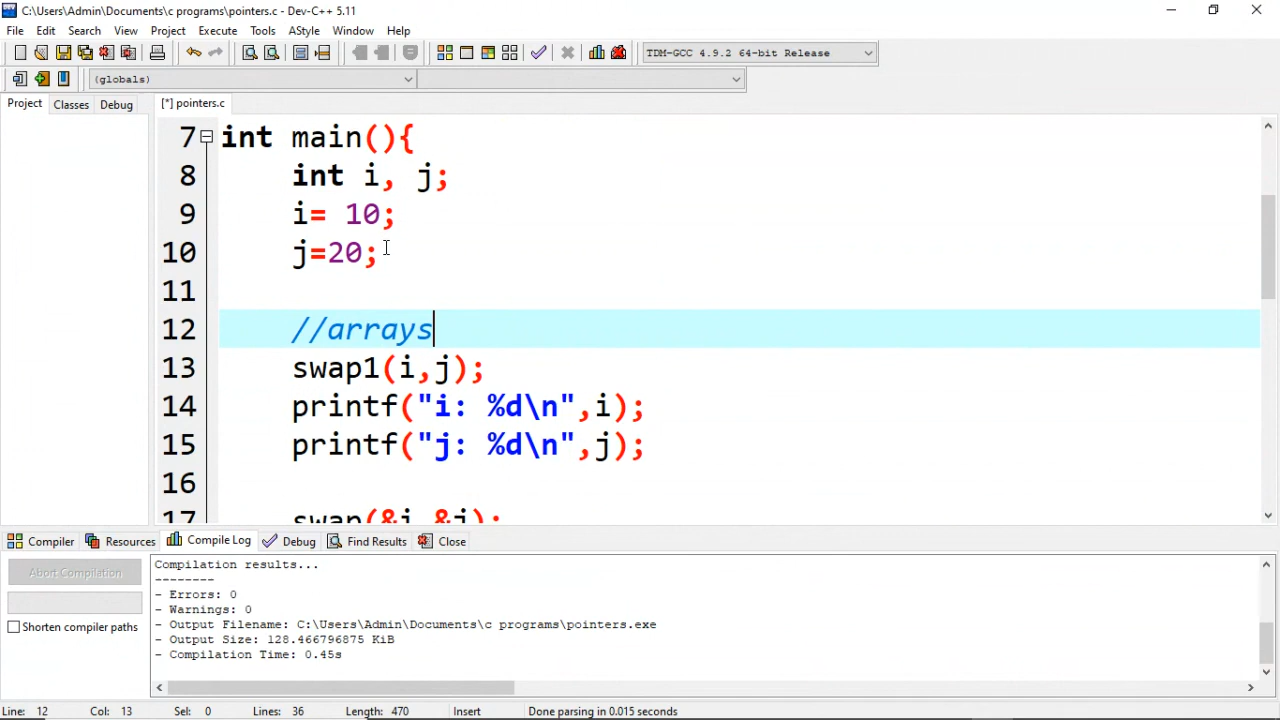 C:\Users\Admin\Documents\c programs\pointers.c - Dev-C++ 5.11
File Edit Search View Project Execute Tools AStyle Window Help
TDM-GCC 4.9.2 64-bit Release
(globals)
Project Classes Debug
[*] pointers.c
7 int main(){
8 int i, j;
9 i= 10;
10 j=20;
11
12 //arrays
13 swap1(i,j);
14 printf("i: %d\n",i);
15 printf("j: %d\n",j);
16
17 swap(&i,&j);
Compiler Resources Compile Log Debug Find Results Close
Abort Compilation
Shorten compiler paths
Compilation results...
--------
- Errors: 0
- Warnings: 0
- Output Filename: C:\Users\Admin\Documents\c programs\pointers.exe
- Output Size: 128.466796875 KiB
- Compilation Time: 0.45s
Line: 12 Col: 13 Sel: 0 Lines: 36 Length: 470 Insert Done parsing in 0.015 seconds